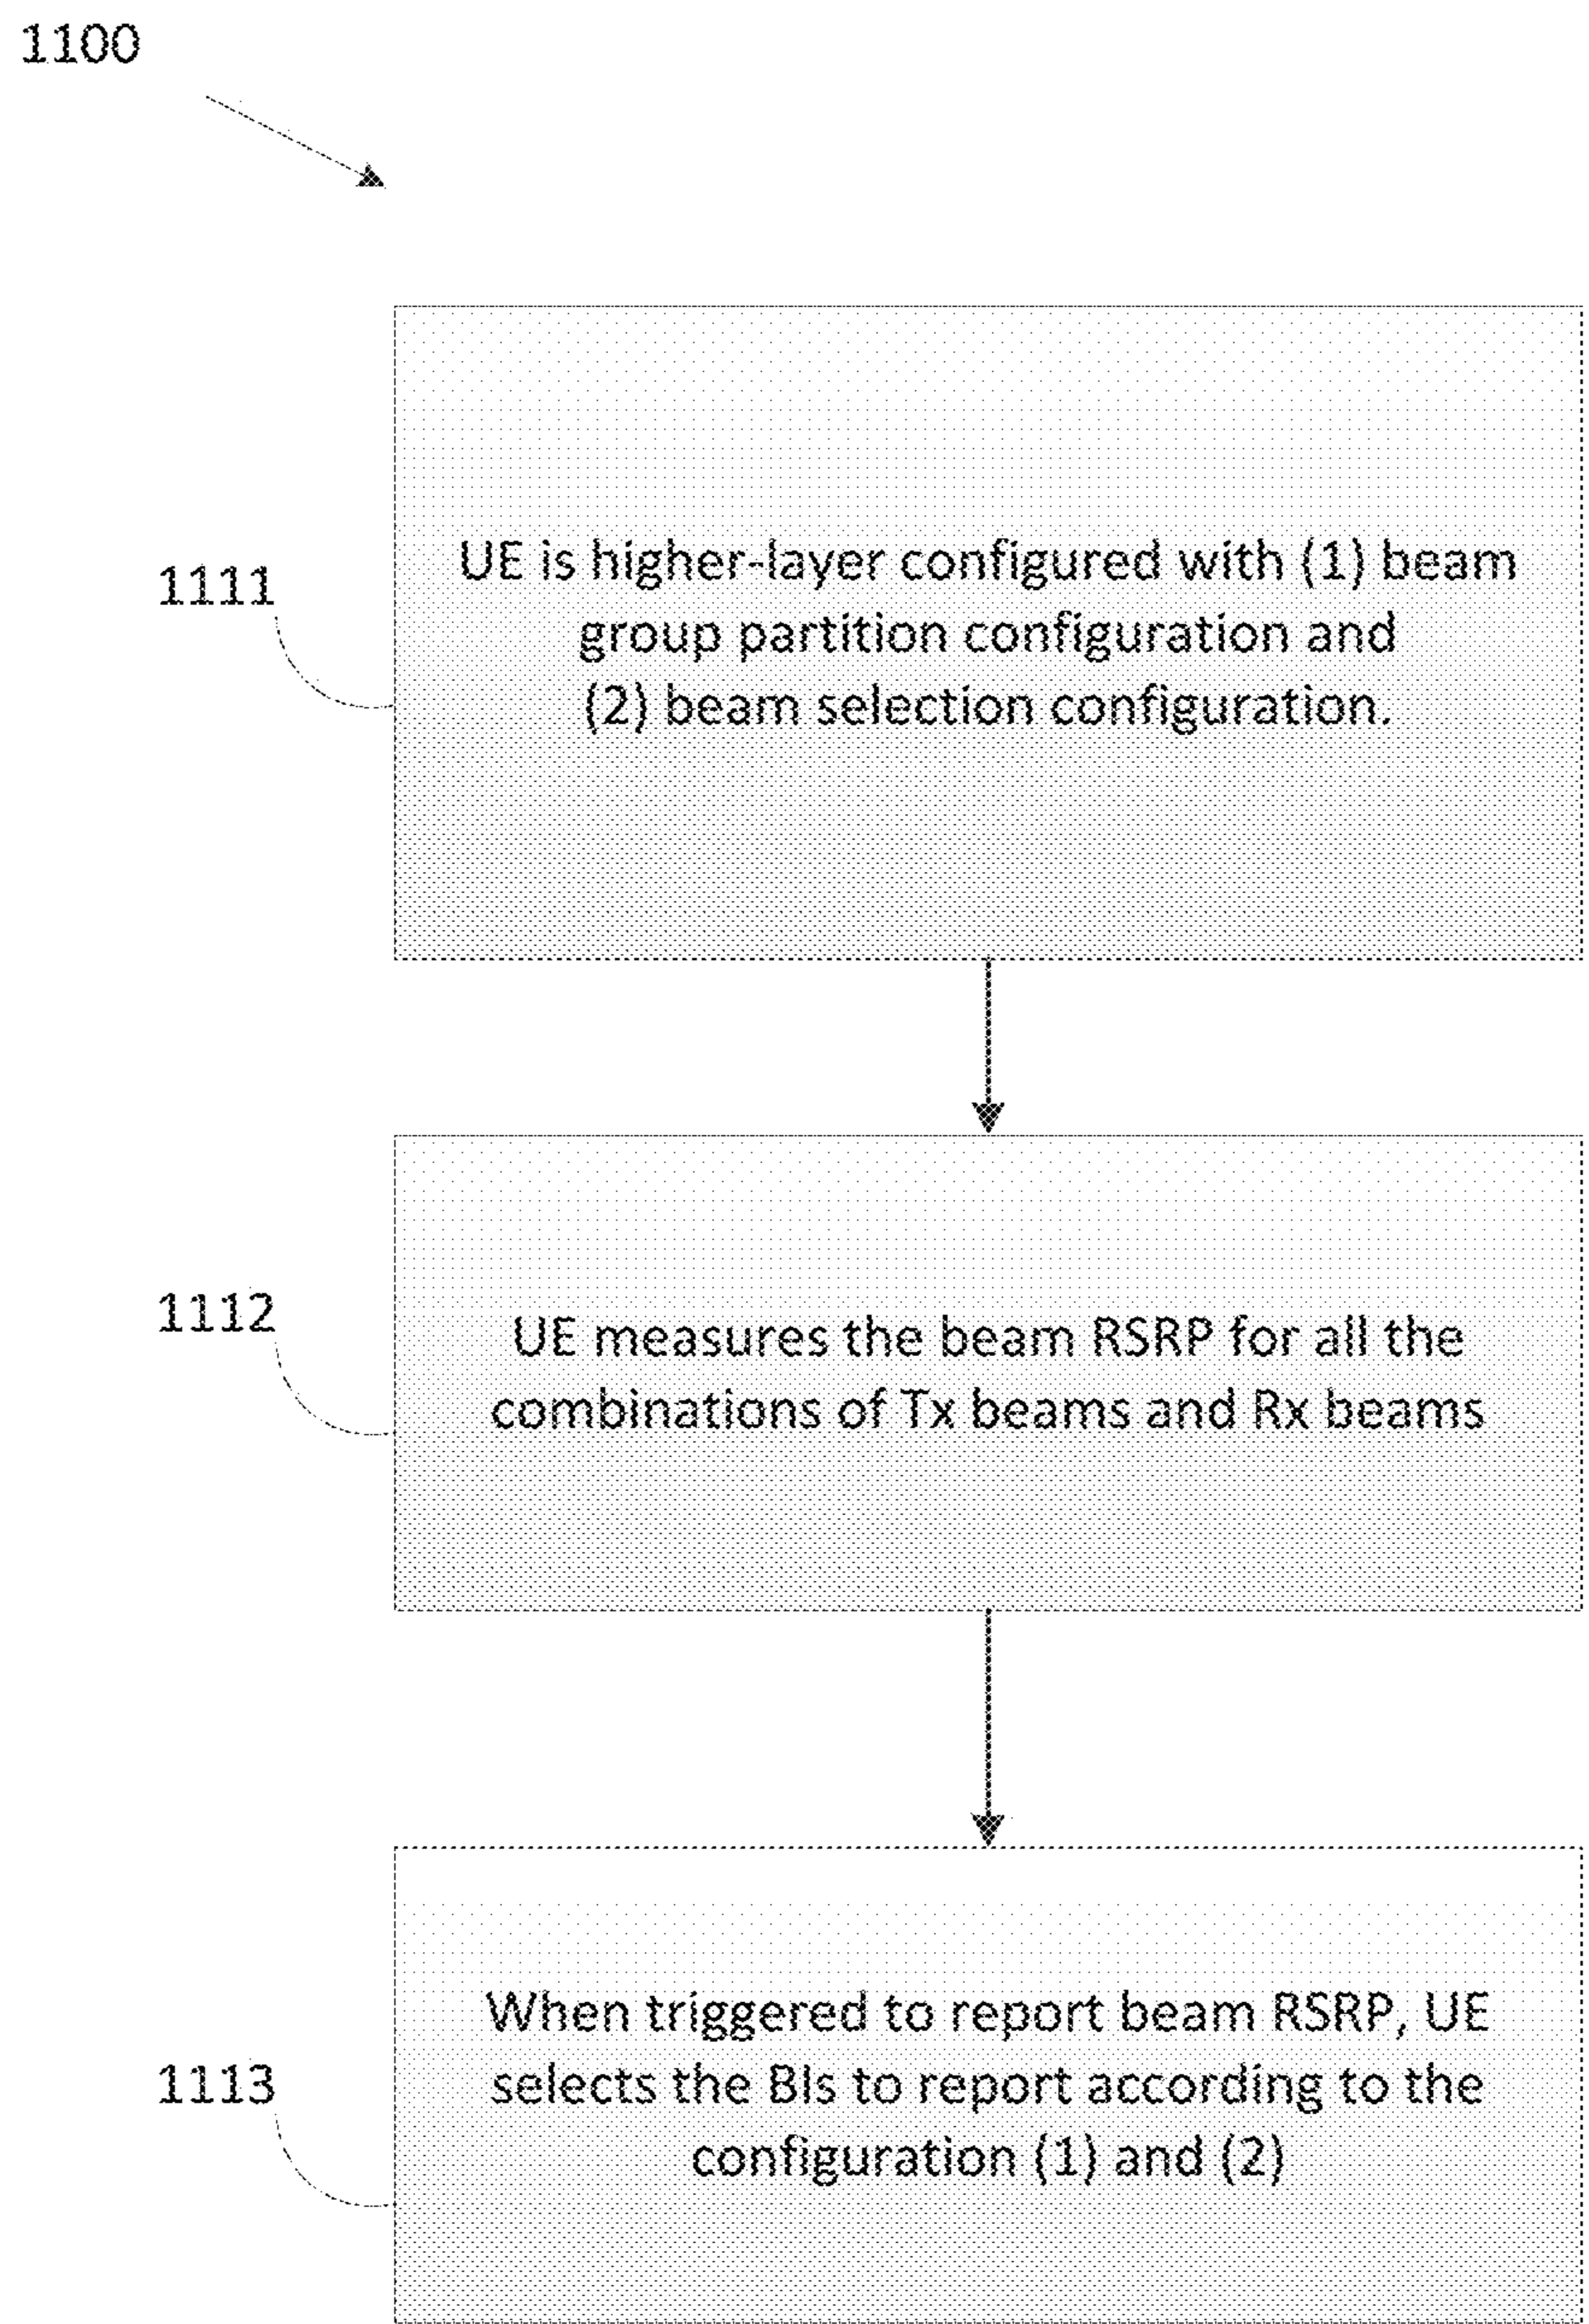 1100
1111
UE is higher-layer configured with (1) beam
group partition configuration and
(2) beam selection configuration.
1112
UE measures the beam RSRP for all the
combinations of Tx beams and Rx beams
1113
When triggered to report beam RSRP, UE
selects the BIs to report according to the
configuration (1) and (2)